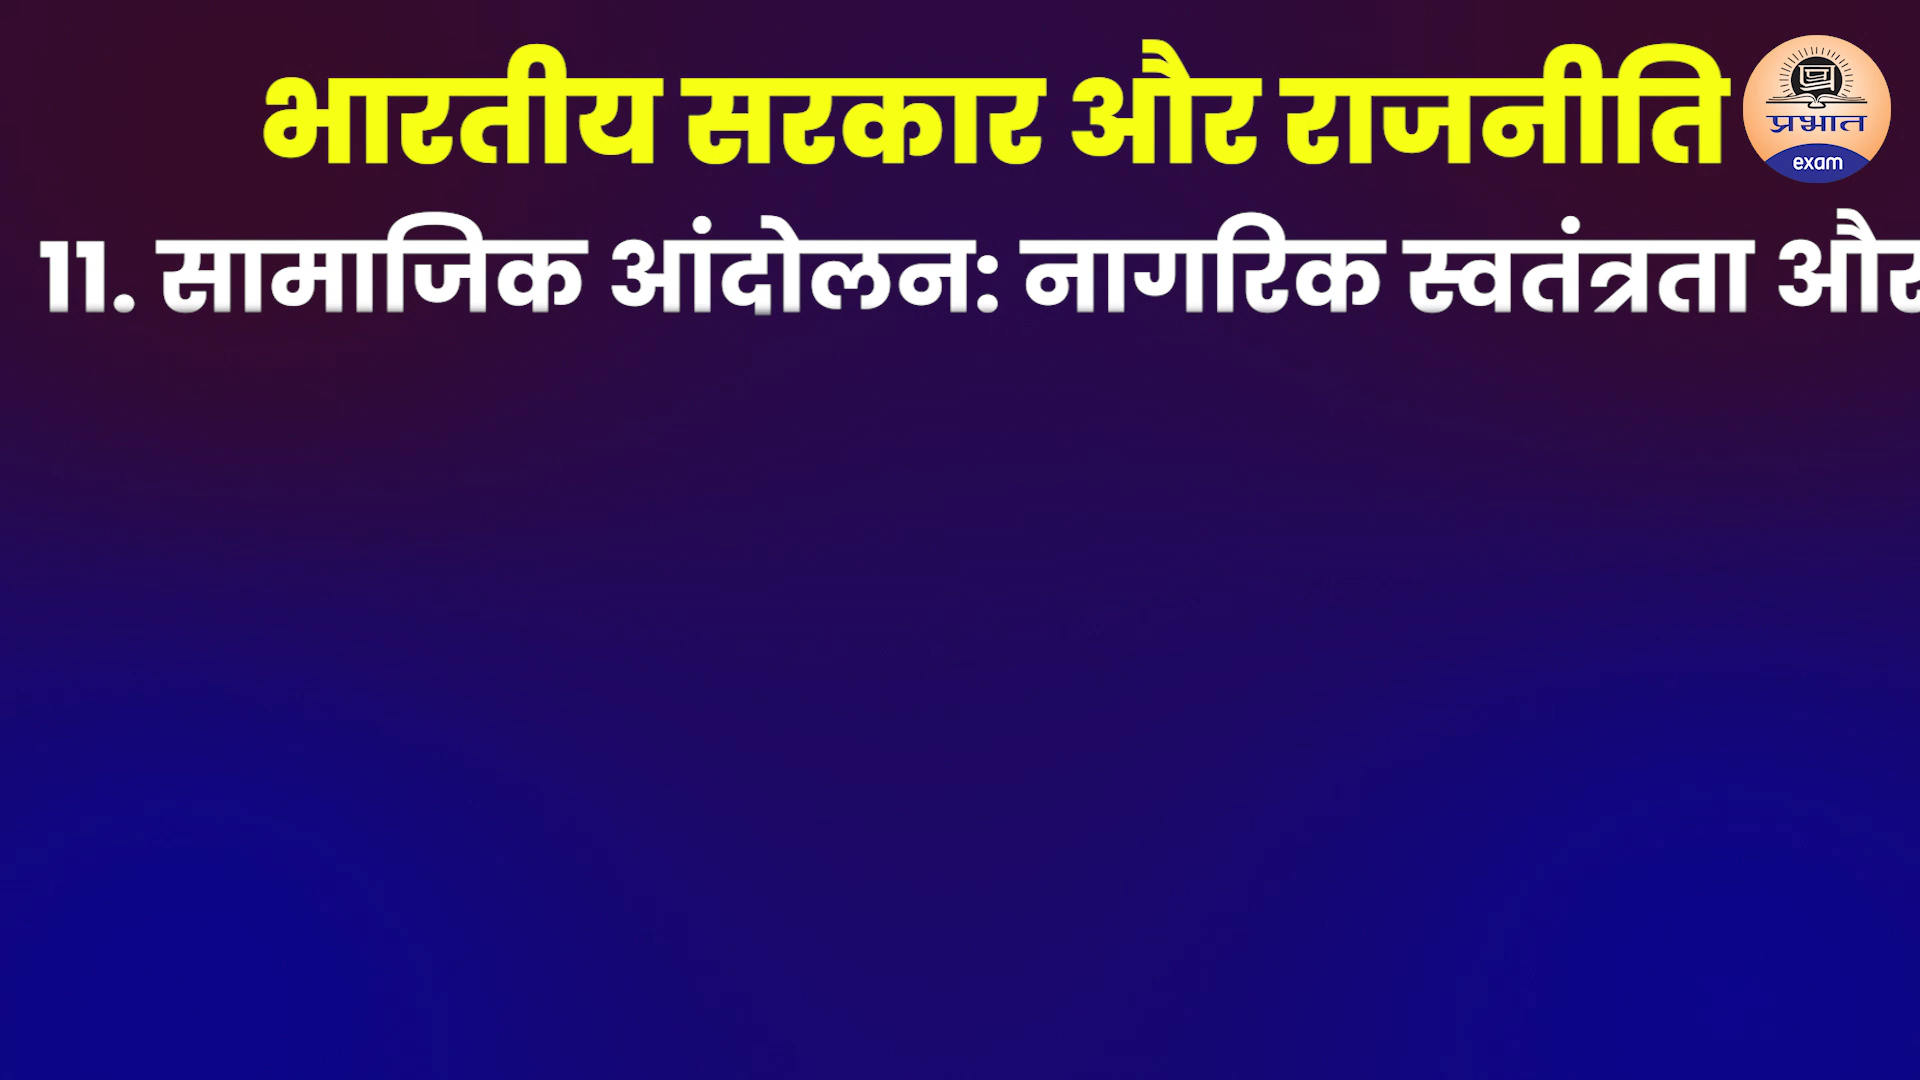 भारतीय सरकार और राजनीति
प्रभात
exam
11. सामाजिक आंदोलन: नागरिक स्वतंत्रता और